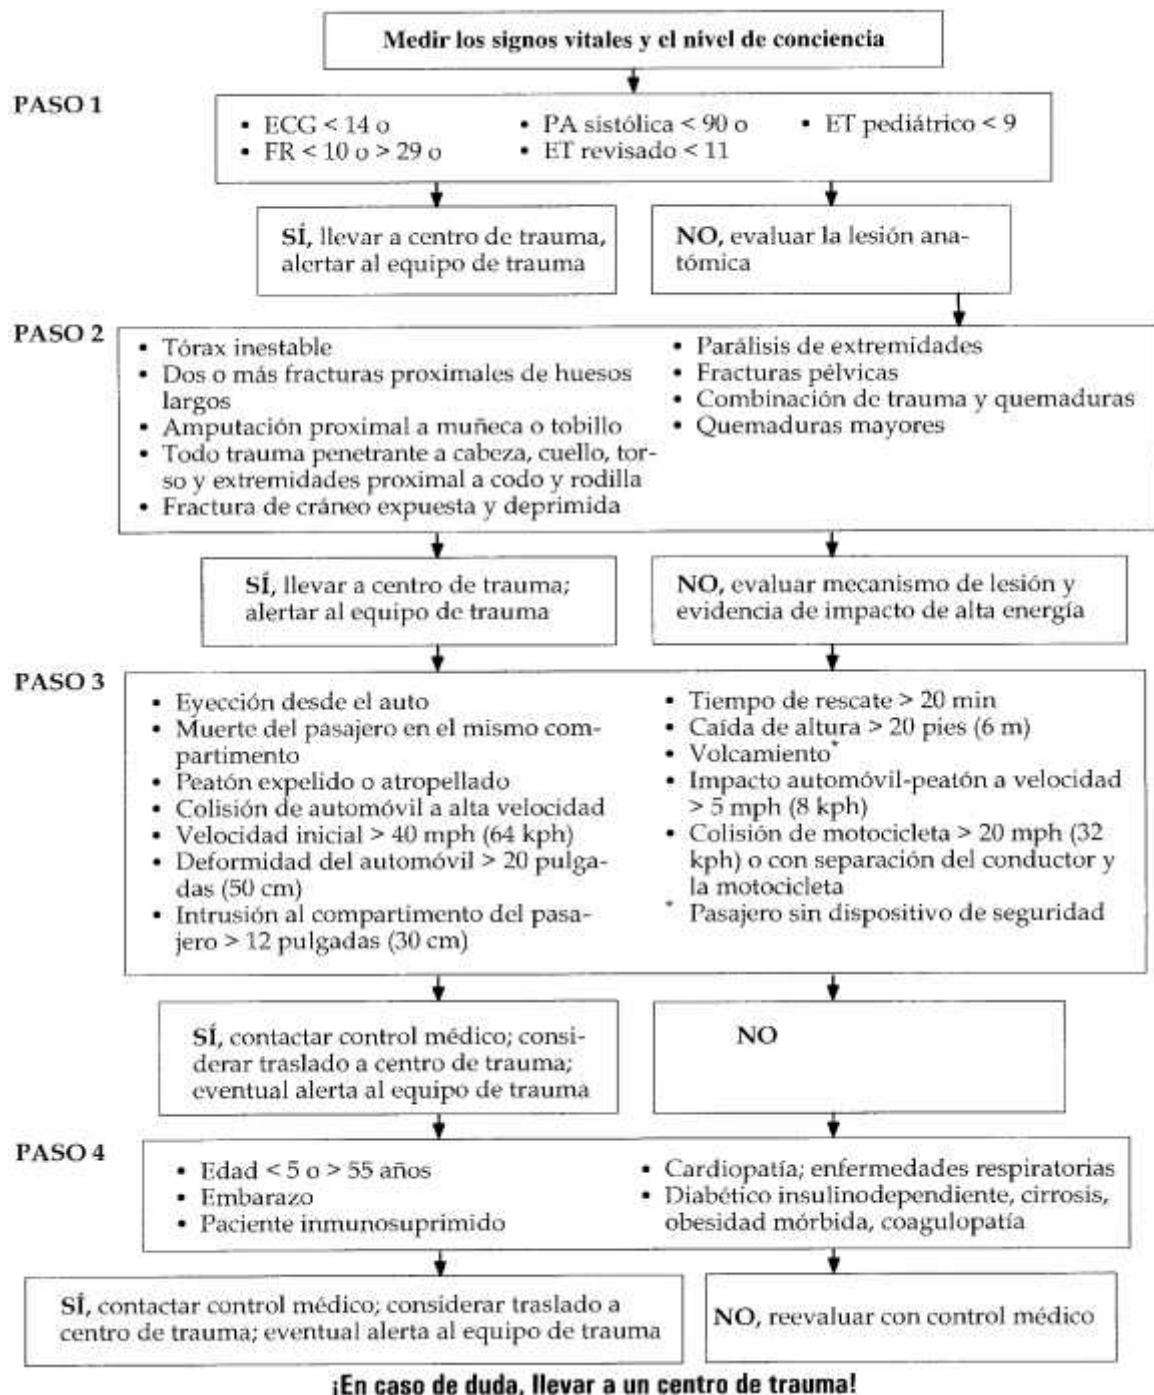 Medir los signos vitales y el nivel de conciencia
PASO 1
• ECG < 14 o
• FR < 10 o > 29 o
• PA sistólica < 90 o
• ET revisado < 11
• ET pediátrico < 9
SÍ, llevar a centro de trauma,
alertar al equipo de trauma
NO, evaluar la lesión ana-
tómica
PASO 2
• Tórax inestable
• Dos o más fracturas proximales de huesos
largos
• Amputación proximal a muñeca o tobillo
• Todo trauma penetrante a cabeza, cuello, tor-
so y extremidades proximal a codo y rodilla
• Fractura de cráneo expuesta y deprimida
• Parálisis de extremidades
• Fracturas pélvicas
• Combinación de trauma y quemaduras
• Quemaduras mayores
SÍ, llevar a centro de trauma;
alertar al equipo de trauma
NO, evaluar mecanismo de lesión y
evidencia de impacto de alta energía
PASO 3
• Eyección desde el auto
• Muerte del pasajero en el mismo com-
partimento
• Peatón expelido o atropellado
• Colisión de automóvil a alta velocidad
• Velocidad inicial > 40 mph (64 kph)
• Deformidad del automóvil > 20 pulga-
das (50 cm)
• Intrusión al compartimento del pasa-
jero > 12 pulgadas (30 cm)
• Tiempo de rescate > 20 min
• Caída de altura > 20 pies (6 m)
• Volcamiento*
• Impacto automóvil-peatón a velocidad
> 5 mph (8 kph)
• Colisión de motocicleta > 20 mph (32
kph) o con separación del conductor y
la motocicleta
* Pasajero sin dispositivo de seguridad
SÍ, contactar control médico; consi-
derar traslado a centro de trauma;
eventual alerta al equipo de trauma
NO
PASO 4
• Edad < 5 o > 55 años
• Embarazo
• Paciente inmunosuprimido
• Cardiopatía; enfermedades respiratorias
• Diabético insulinodependiente, cirrosis,
obesidad mórbida, coagulopatía
SÍ, contactar control médico; considerar traslado a
centro de trauma; eventual alerta al equipo de trauma
NO, reevaluar con control médico
¡En caso de duda, llevar a un centro de trauma!